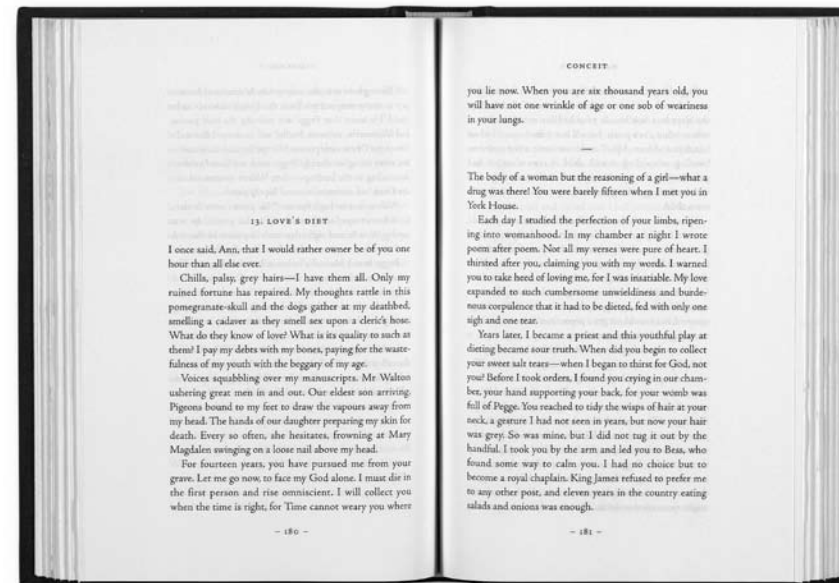 13. LOVE'S DIET
I once said, Ann, that I would rather owner be of you one
hour than all else ever.
Chills, palsy, grey hairs—I have them all. Only my
ruined fortune has repaired. My thoughts rattle in this
pomegranate-skull and the dogs gather at my deathbed,
smelling a cadaver as they smell sex upon a cleric's hose.
What do they know of love? What is its quality to such as
them? I pay my debts with my bones, paying for the waste-
fulness of my youth with the beggary of my age.
Voices squabbling over my manuscripts. Mr Walton
ushering great men in and out. Our eldest son arriving.
Pigeons bound to my feet to draw the vapours away from
my head. The hands of our daughter preparing my skin for
death. Every so often, she hesitates, frowning at Mary
Magdalen swinging on a loose nail above my head.
For fourteen years, you have pursued me from your
grave. Let me go now, to face my God alone. I must die in
the first person and rise omniscient. I will collect you
when the time is right, for Time cannot weary you where
– 180 –
CONCEIT
you lie now. When you are six thousand years old, you
will have not one wrinkle of age or one sob of weariness
in your lungs.
—
The body of a woman but the reasoning of a girl—what a
drug was there! You were barely fifteen when I met you in
York House.
Each day I studied the perfection of your limbs, ripen-
ing into womanhood. In my chamber at night I wrote
poem after poem. Not all my verses were pure of heart. I
thirsted after you, claiming you with my words. I warned
you to take heed of loving me, for I was insatiable. My love
expanded to such cumbersome unwieldiness and burde-
nous corpulence that it had to be dieted, fed with only one
sigh and one tear.
Years later, I became a priest and this youthful play at
dieting became sour truth. When did you begin to collect
your sweet salt tears—when I began to thirst for God, not
you? Before I took orders, I found you crying in our cham-
ber, your hand supporting your back, for your womb was
full of Pegge. You reached to tidy the wisps of hair at your
neck, a gesture I had not seen in years, but now your hair
was grey. So was mine, but I did not tug it out by the
handful. I took you by the arm and led you to Bess, who
found some way to calm you. I had no choice but to
become a royal chaplain. King James refused to prefer me
to any other post, and eleven years in the country eating
salads and onions was enough.
– 181 –